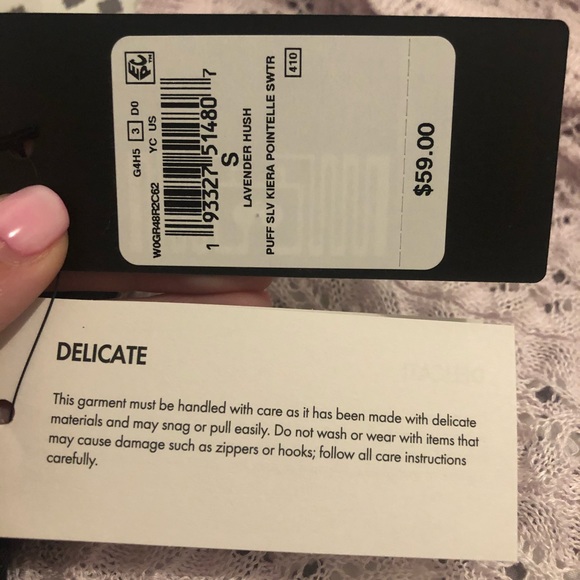 G4H5 3 D0
YC US
W0GR48R2C62
1 93327 51480 7
S
LAVENDER HUSH
PUFF SLV KIERA POINTELLE SWTR
410
$59.00
DELICATE
This garment must be handled with care as it has been made with delicate
materials and may snag or pull easily. Do not wash or wear with items that
may cause damage such as zippers or hooks; follow all care instructions
carefully.